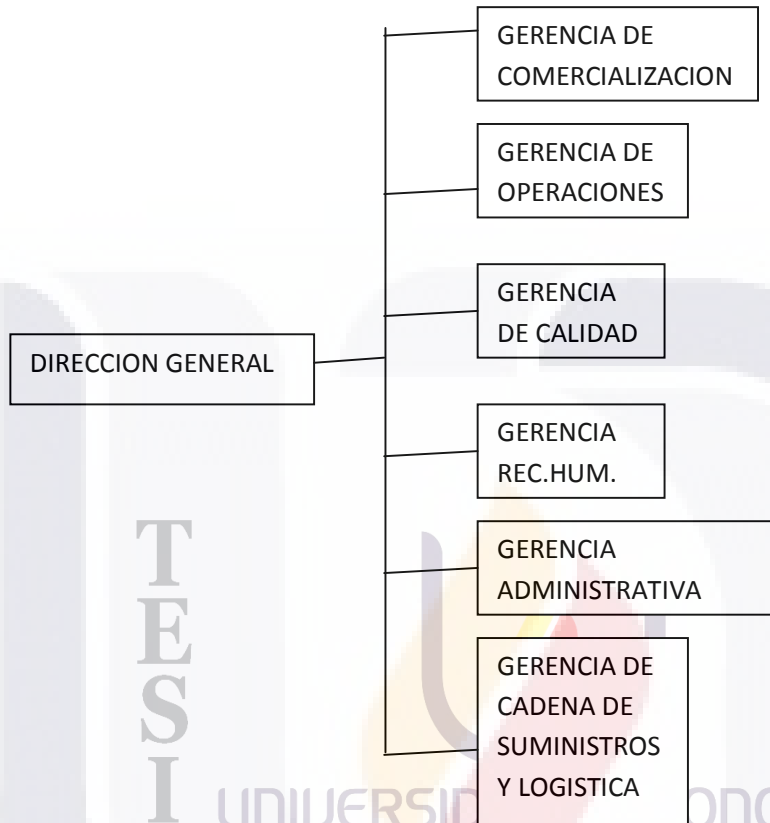 GERENCIA DE
COMERCIALIZACION
GERENCIA DE
OPERACIONES
GERENCIA
DE CALIDAD
DIRECCION GENERAL
GERENCIA
REC.HUM.
GERENCIA
ADMINISTRATIVA
GERENCIA DE
CADENA DE
SUMINISTROS
Y LOGISTICA
TESI